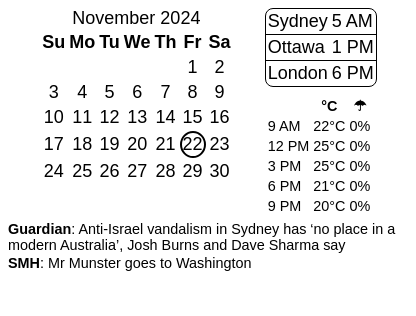 November 2024
Su Mo Tu We Th Fr Sa
1 2
3 4 5 6 7 8 9
10 11 12 13 14 15 16
17 18 19 20 21 22 23
24 25 26 27 28 29 30
Sydney 5 AM
Ottawa 1 PM
London 6 PM
°C ☂
9 AM 22°C 0%
12 PM 25°C 0%
3 PM 25°C 0%
6 PM 21°C 0%
9 PM 20°C 0%
Guardian: Anti-Israel vandalism in Sydney has ‘no place in a
modern Australia’, Josh Burns and Dave Sharma say
SMH: Mr Munster goes to Washington